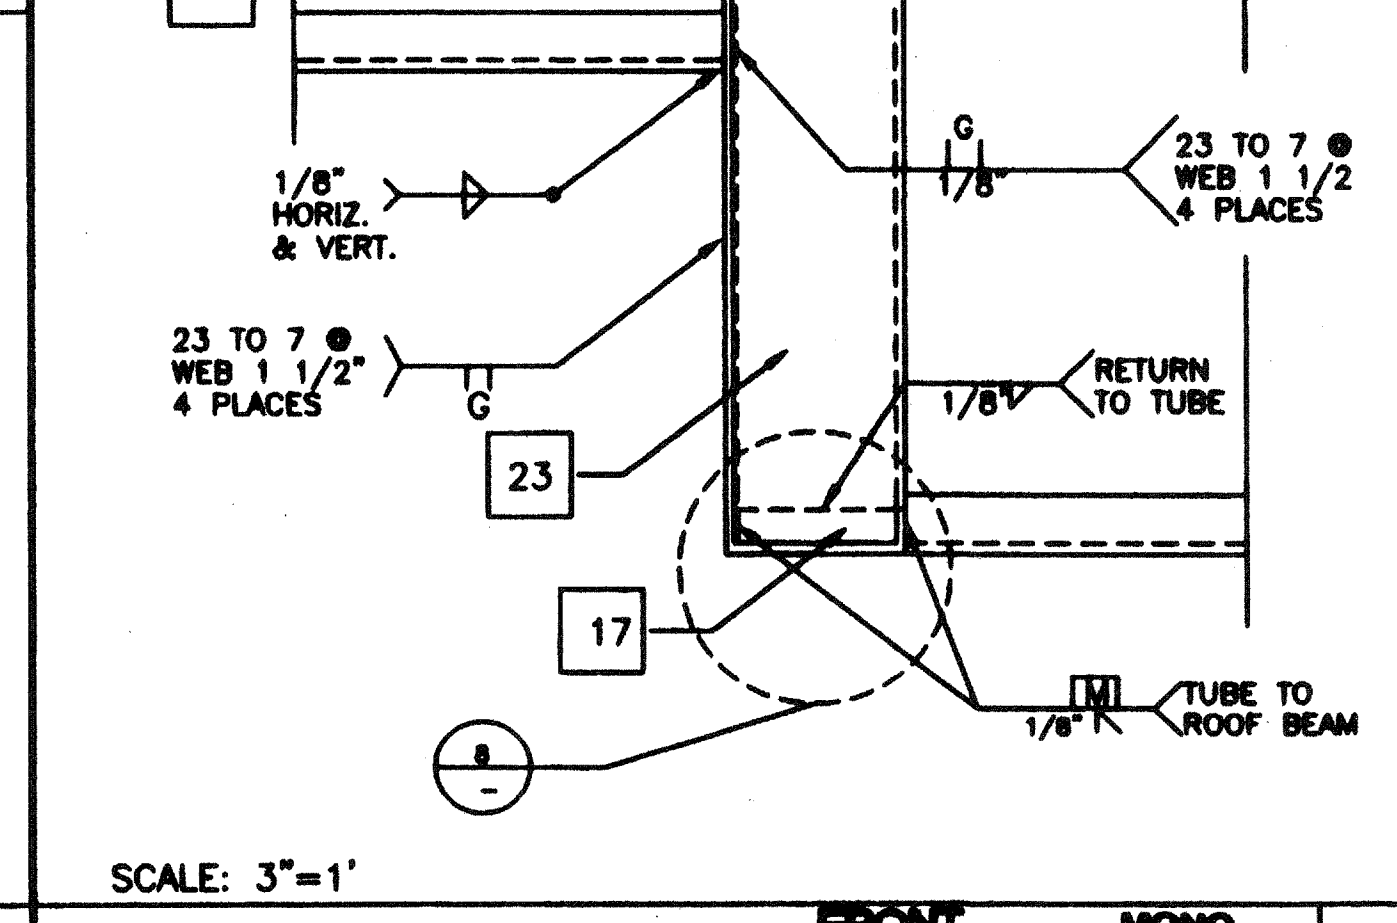 G
23 TO 7 @
1/8"
WEB 1 1/2
4 PLACES
1/8"
HORIZ.
& VERT.
23 TO 7 @
WEB 1 1/2"
4 PLACES
G
RETURN
1/8"
TO TUBE
23
17
M
TUBE TO
1/8"
ROOF BEAM
8
-
SCALE: 3"=1'
FRONT
MONO